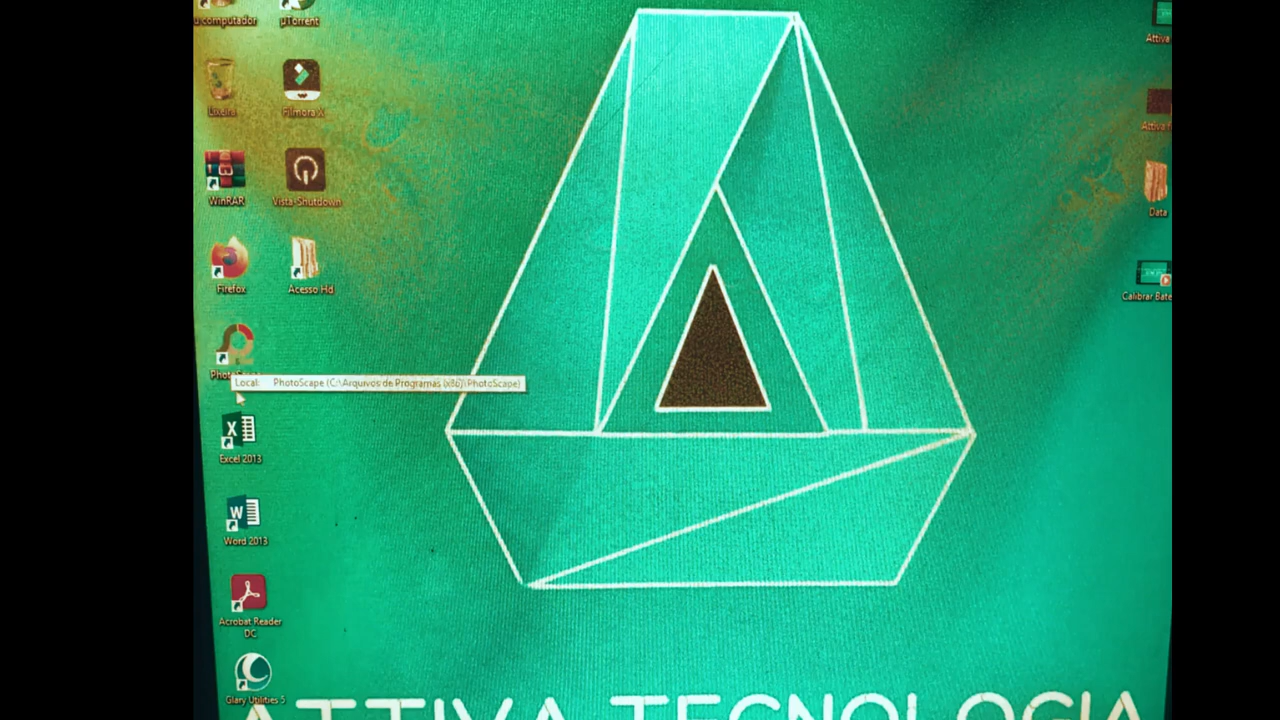 u computador
µTorrent
Attiva
Lixeira
Filmora X
Attiva
WinRAR
Vista-Shutdown
Data
Firefox
Acesso Hd
Calibrar Bate
Local: PhotoScape (C:\Arquivos de Programas (x86)\PhotoScape)
Excel 2013
Word 2013
Acrobat Reader
DC
Glary Utilities 5
ATTIVA TECNOLOGIA